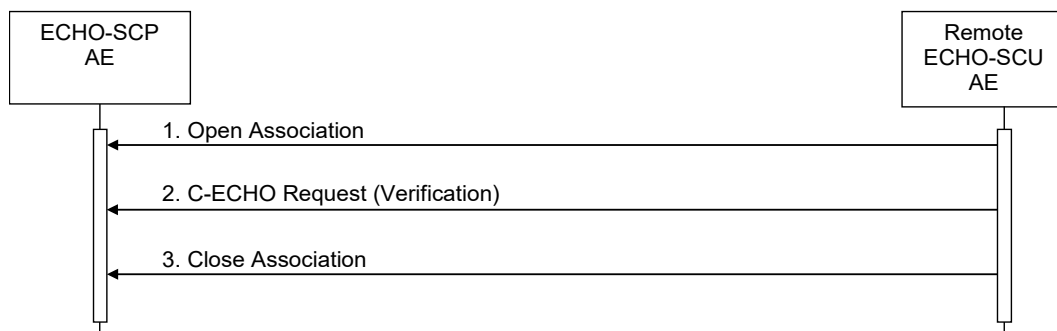 ECHO-SCP
AE
Remote
ECHO-SCU
AE
1. Open Association
2. C-ECHO Request (Verification)
3. Close Association